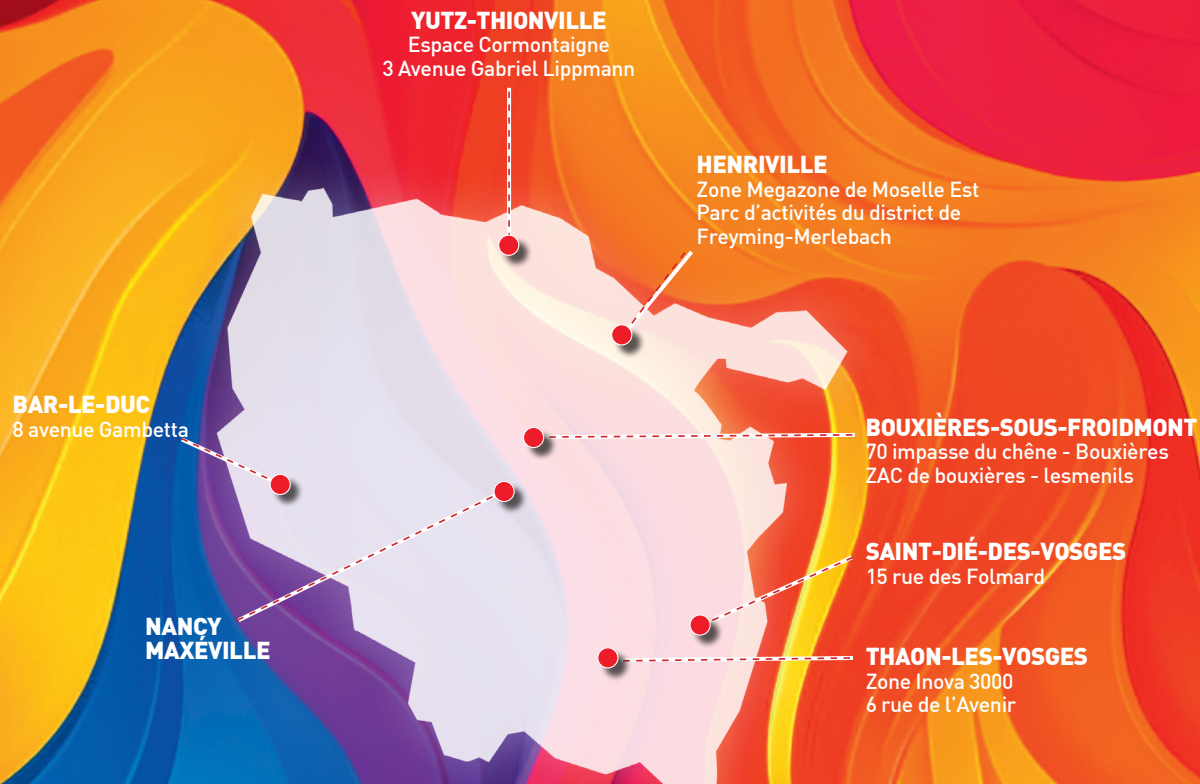 YUTZ-THIONVILLE
Espace Cormontaigne
3 Avenue Gabriel Lippmann
HENRIVILLE
Zone Megazone de Moselle Est
Parc d'activités du district de
Freyming-Merlebach
BAR-LE-DUC
8 avenue Gambetta
BOUXIÈRES-SOUS-FROIDMONT
70 impasse du chêne - Bouxières
ZAC de bouxières - lesmenils
SAINT-DIÉ-DES-VOSGES
15 rue des Folmard
NANCY
MAXÉVILLE
THAON-LES-VOSGES
Zone Inova 3000
6 rue de l'Avenir